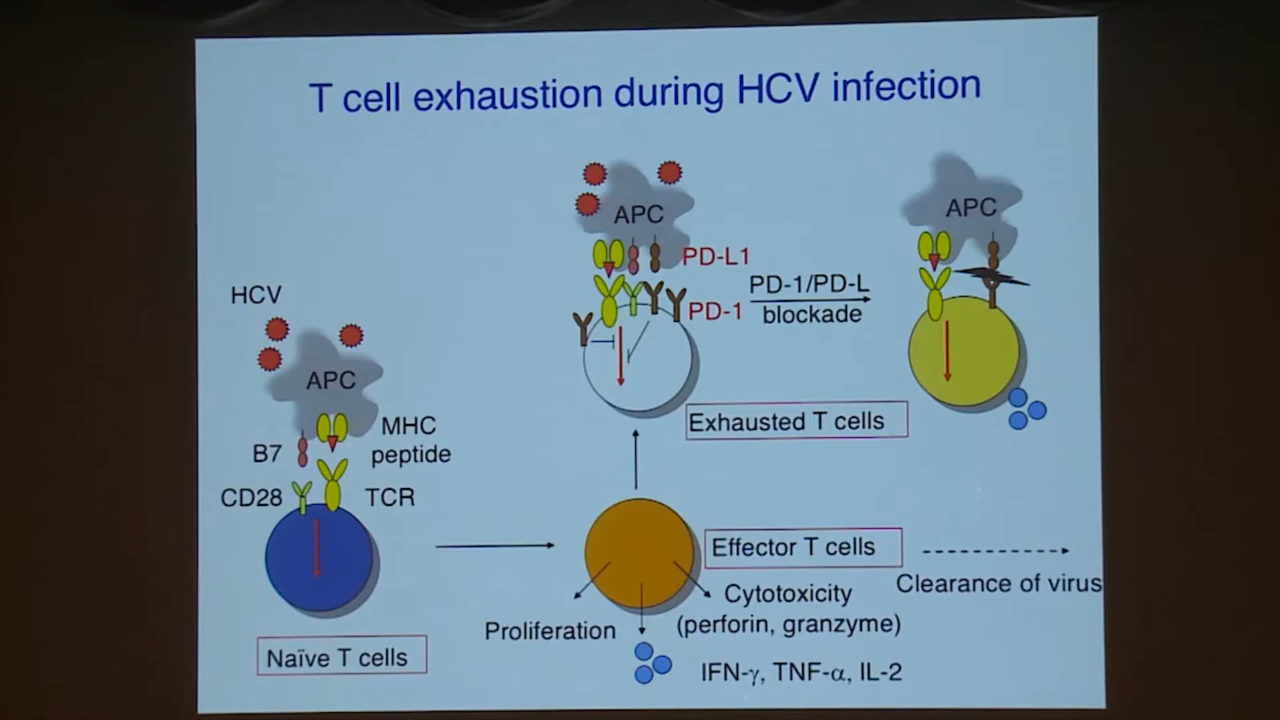 T cell exhaustion during HCV infection
HCV
APC
B7
MHC
peptide
CD28
TCR
Naïve T cells
APC
PD-L1
PD-1
Exhausted T cells
PD-1/PD-L
blockade
APC
Effector T cells
Clearance of virus
Proliferation
Cytotoxicity
(perforin, granzyme)
IFN-γ, TNF-α, IL-2